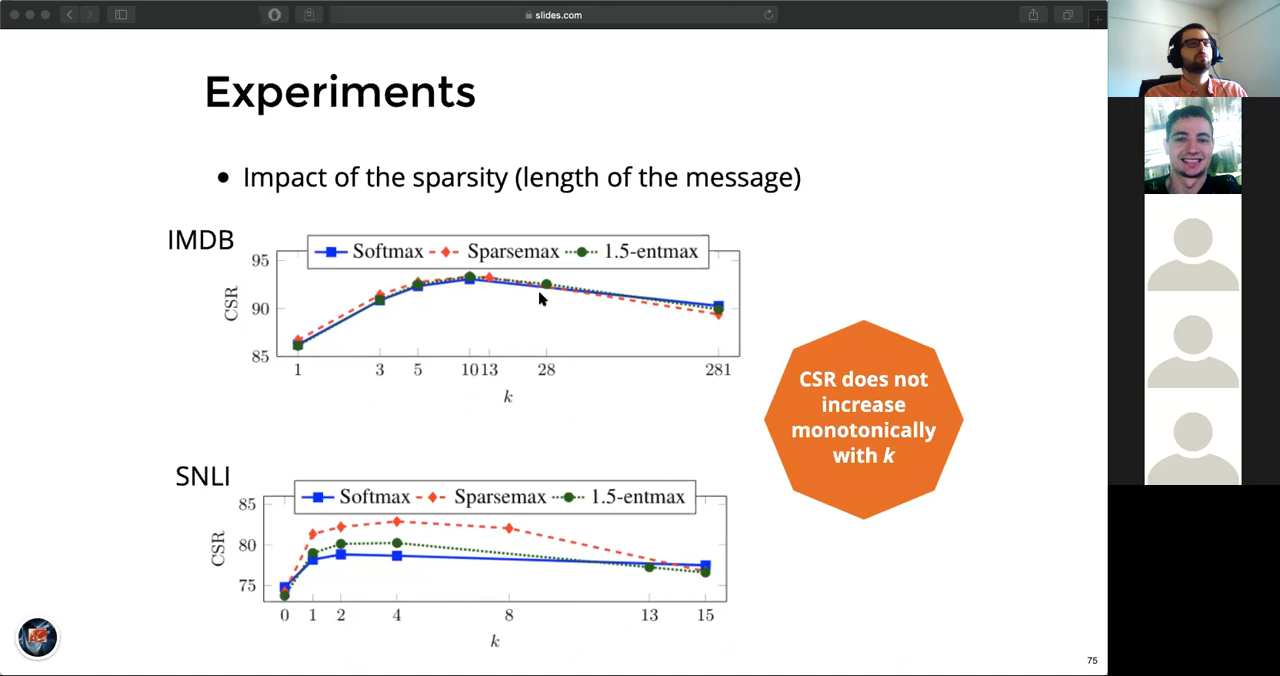 slides.com
Experiments
Impact of the sparsity (length of the message)
IMDB
Softmax Sparsemax 1.5-entmax
95
90
85
CSR
1 3 5 10 13 28 281
k
CSR does not
increase
monotonically
with k
SNLI
Softmax Sparsemax 1.5-entmax
85
80
75
CSR
0 1 2 4 8 13 15
k
75